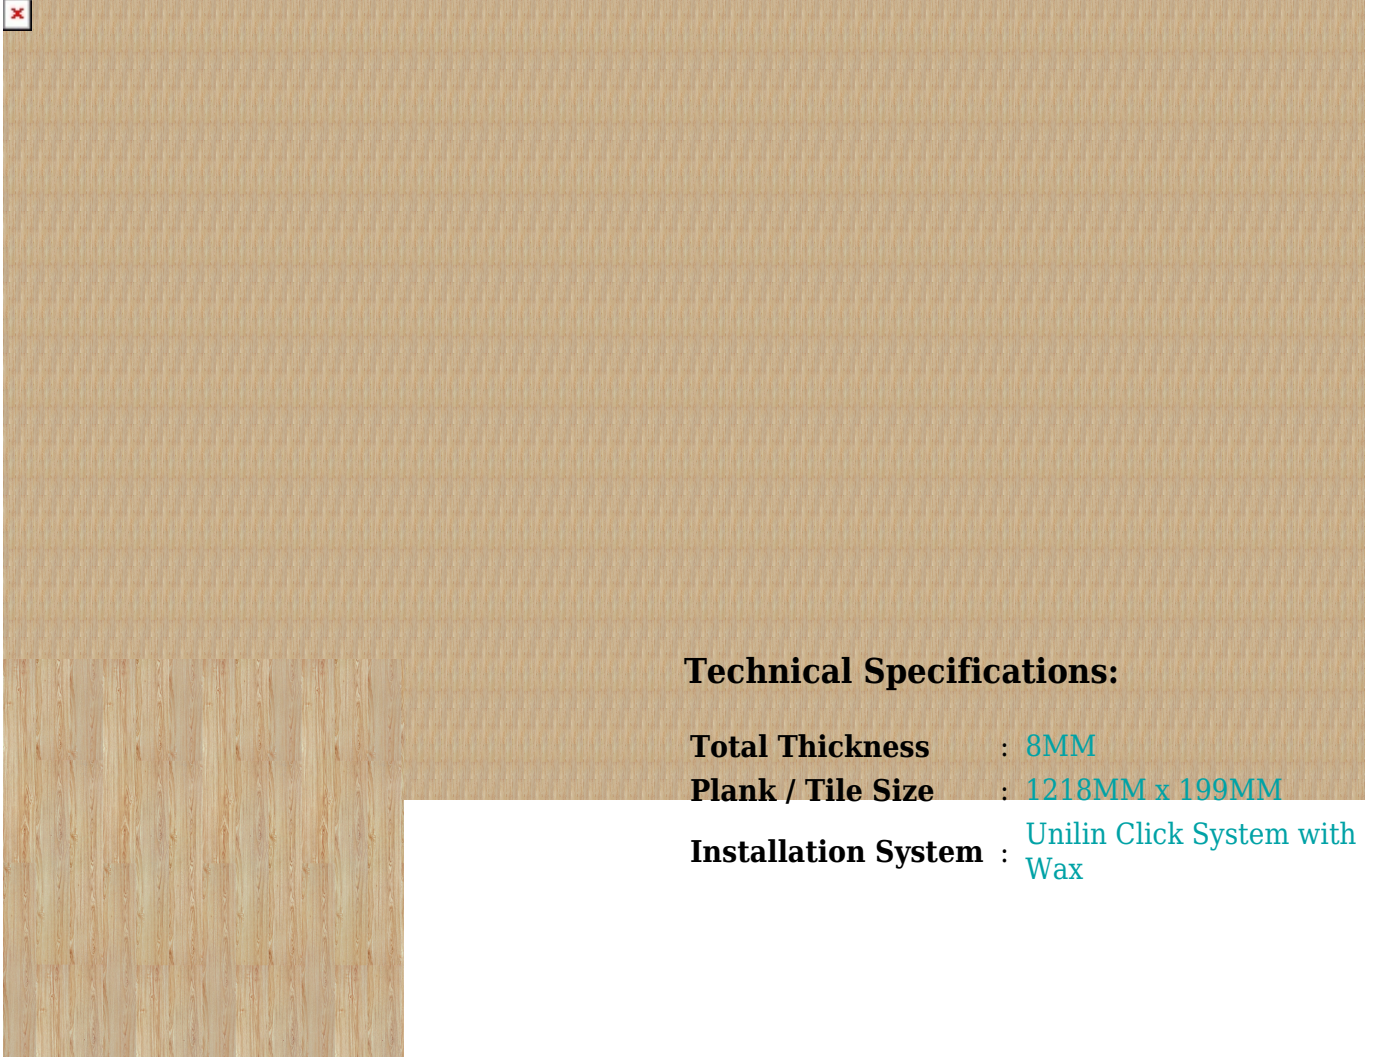 Technical Specifications:
Total Thickness : 8MM
Plank / Tile Size : 1218MM x 199MM
Installation System : Unilin Click System with
Wax